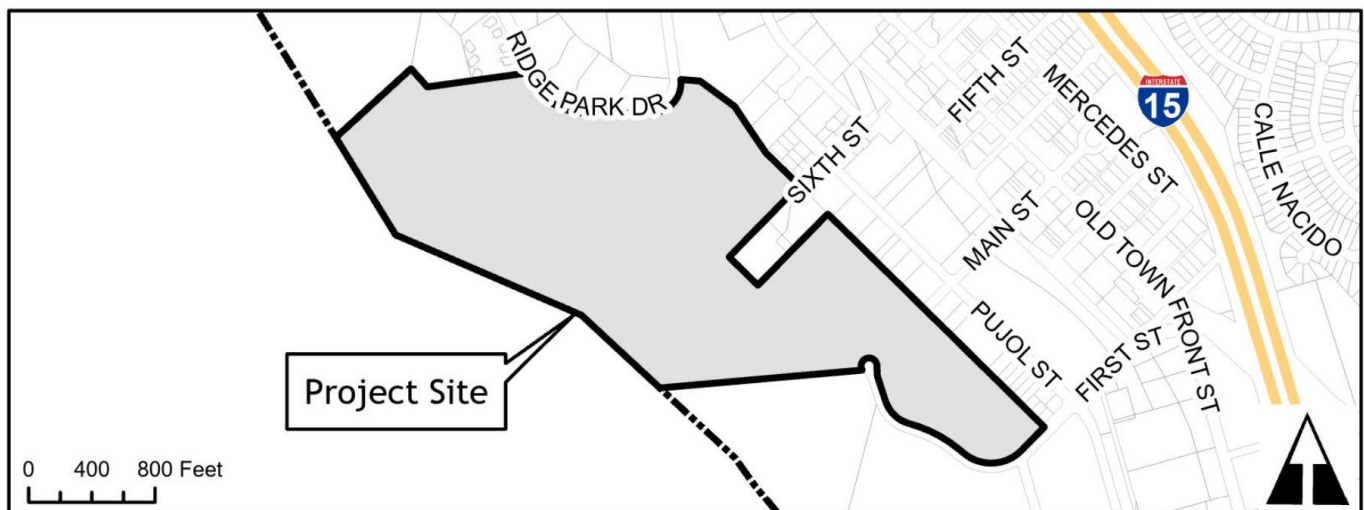 RIDGE PARK DR
SIXTH ST
FIFTH ST
MERCEDES ST
INTERSTATE
15
CALLE NACIDO
MAIN ST
OLD TOWN FRONT ST
PUJOL ST
FIRST ST
Project Site
0 400 800 Feet